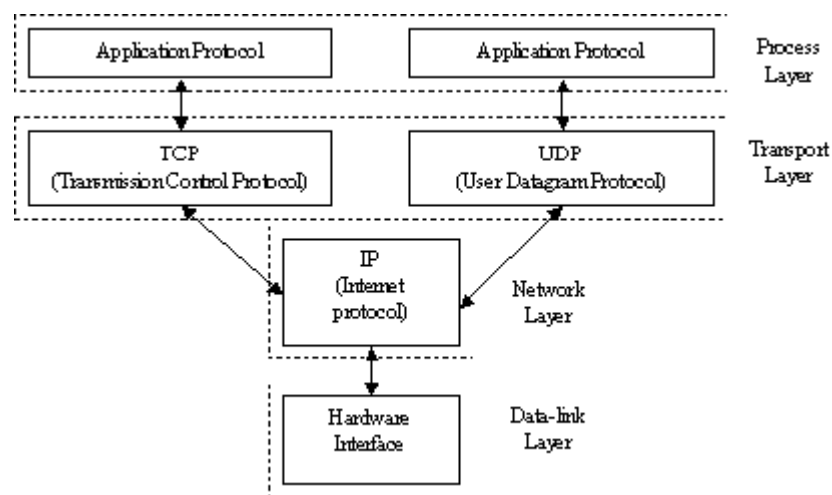 Application Protocol
Application Protocol
Process
Layer
TCP
(Transmission Control Protocol)
UDP
(User Datagram Protocol)
Transport
Layer
IP
(Internet
protocol)
Network
Layer
Hardware
Interface
Data-link
Layer